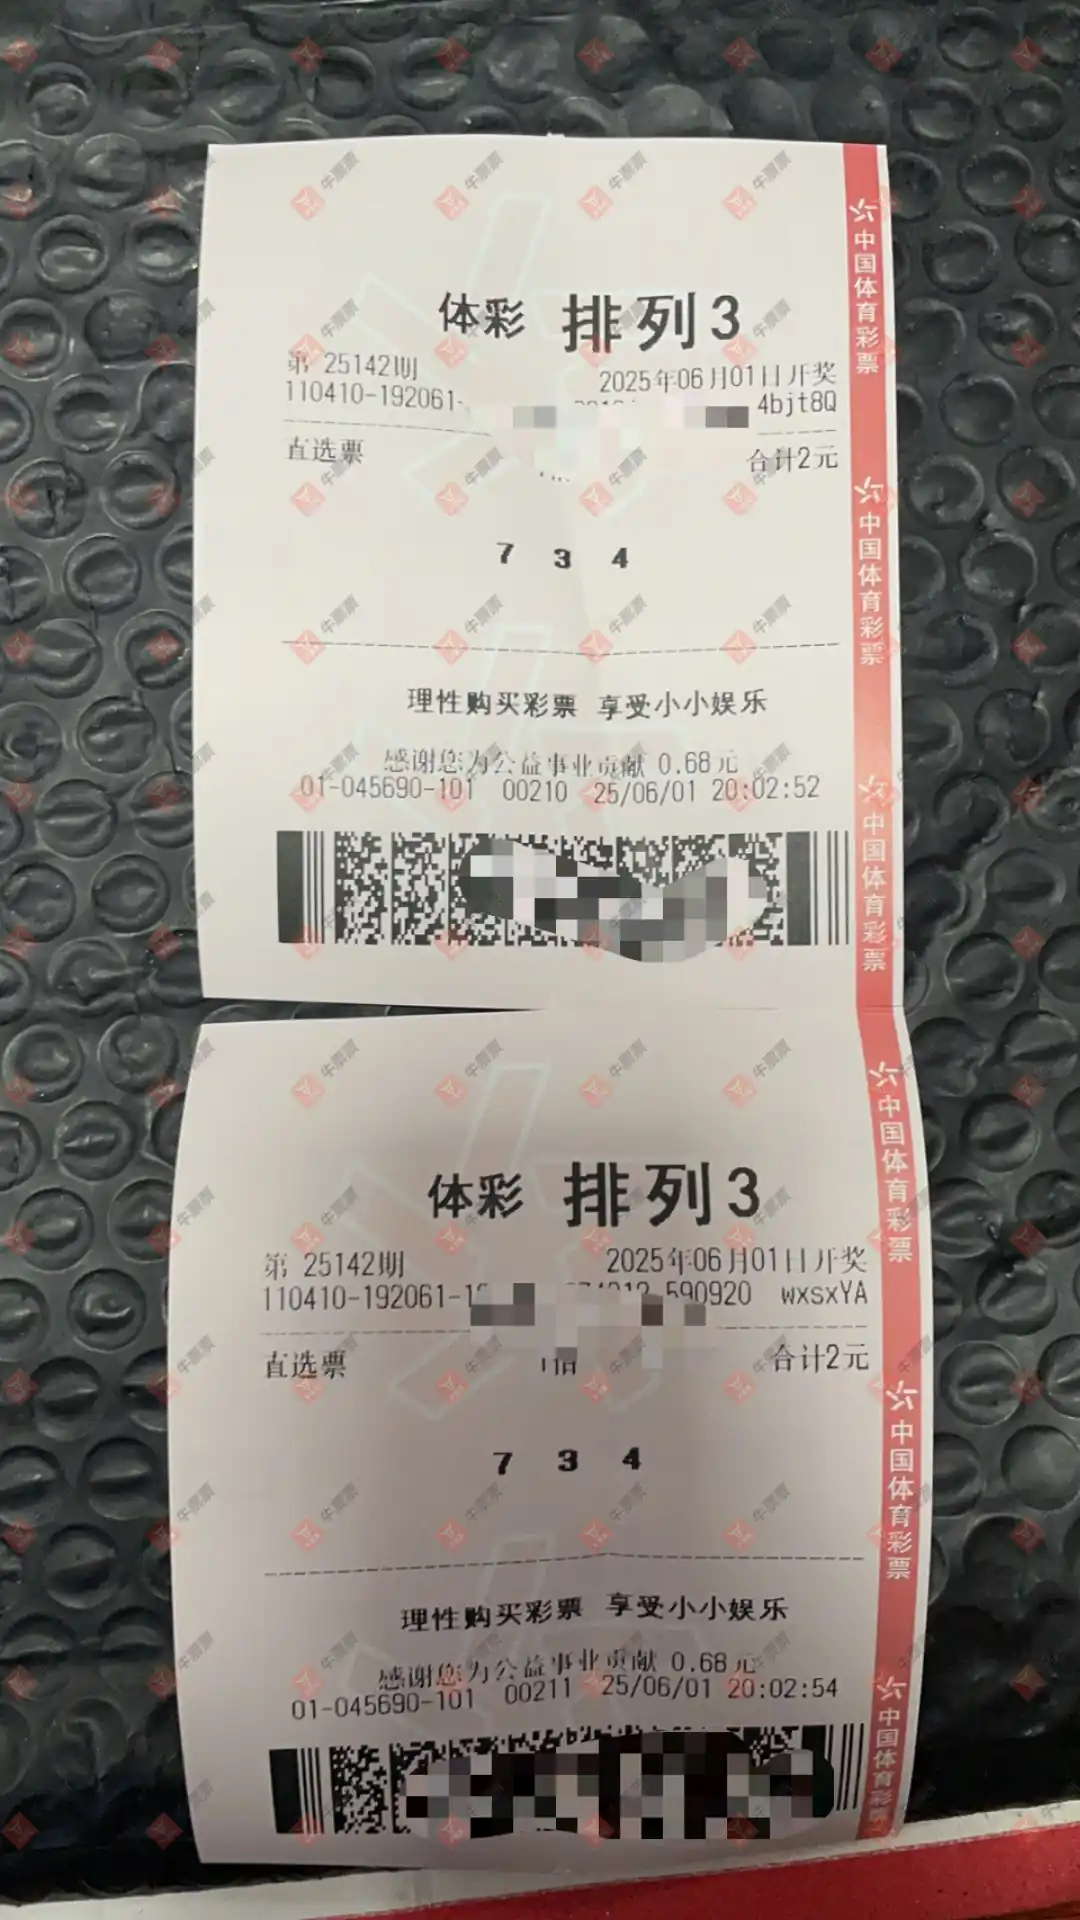 体彩 排列3
第 25142期 2025年06月01日开奖
110410-192061- 4bjt8Q
直选票 合计2元
7 3 4
理性购买彩票 享受小小娱乐
感谢您为公益事业贡献 0.68元
01-045690-101 00210 25/06/01 20:02:52
中国体育彩票
中国体育彩票
中国体育彩票
体彩 排列3
第 25142期 2025年06月01日开奖
110410-192061- 590920 wxsxYA
直选票 1倍 合计2元
7 3 4
理性购买彩票 享受小小娱乐
感谢您为公益事业贡献 0.68元
01-045690-101 00211 25/06/01 20:02:54
中国体育彩票
中国体育彩票
中国体育彩票
牛票票